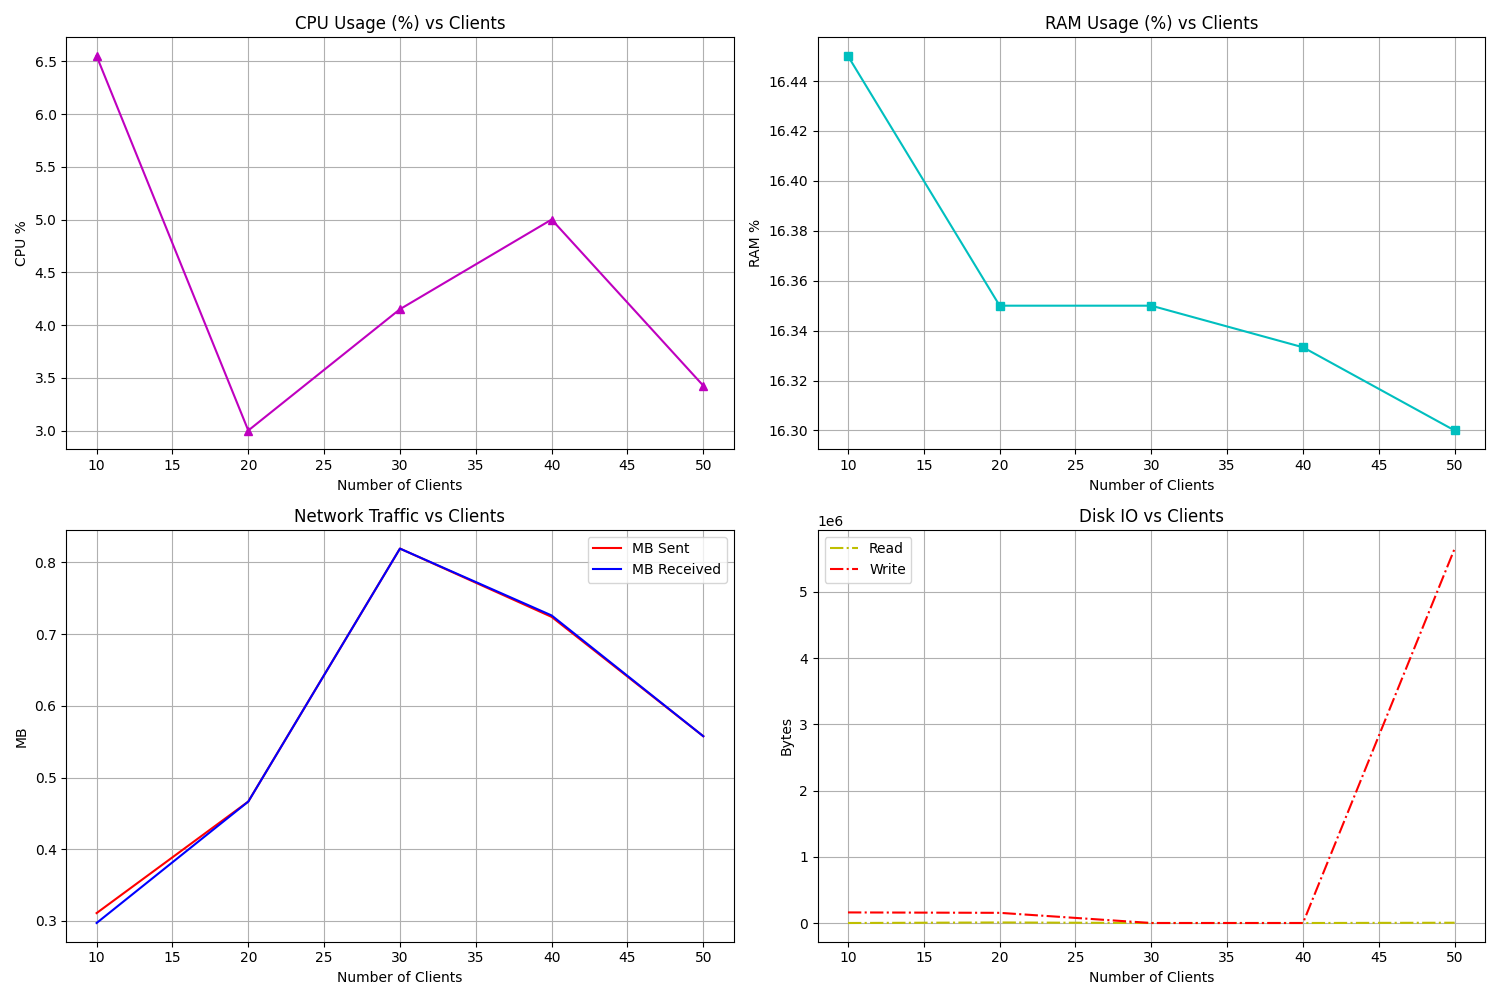 CPU Usage (%) vs Clients
CPU %
6.5
6.0
5.5
5.0
4.5
4.0
3.5
3.0
10 15 20 25 30 35 40 45 50
Number of Clients
RAM Usage (%) vs Clients
RAM %
16.44
16.42
16.40
16.38
16.36
16.34
16.32
16.30
10 15 20 25 30 35 40 45 50
Number of Clients
Network Traffic vs Clients
MB Sent
MB Received
MB
0.8
0.7
0.6
0.5
0.4
0.3
10 15 20 25 30 35 40 45 50
Number of Clients
Disk IO vs Clients
1e6
Read
Write
Bytes
5
4
3
2
1
0
10 15 20 25 30 35 40 45 50
Number of Clients